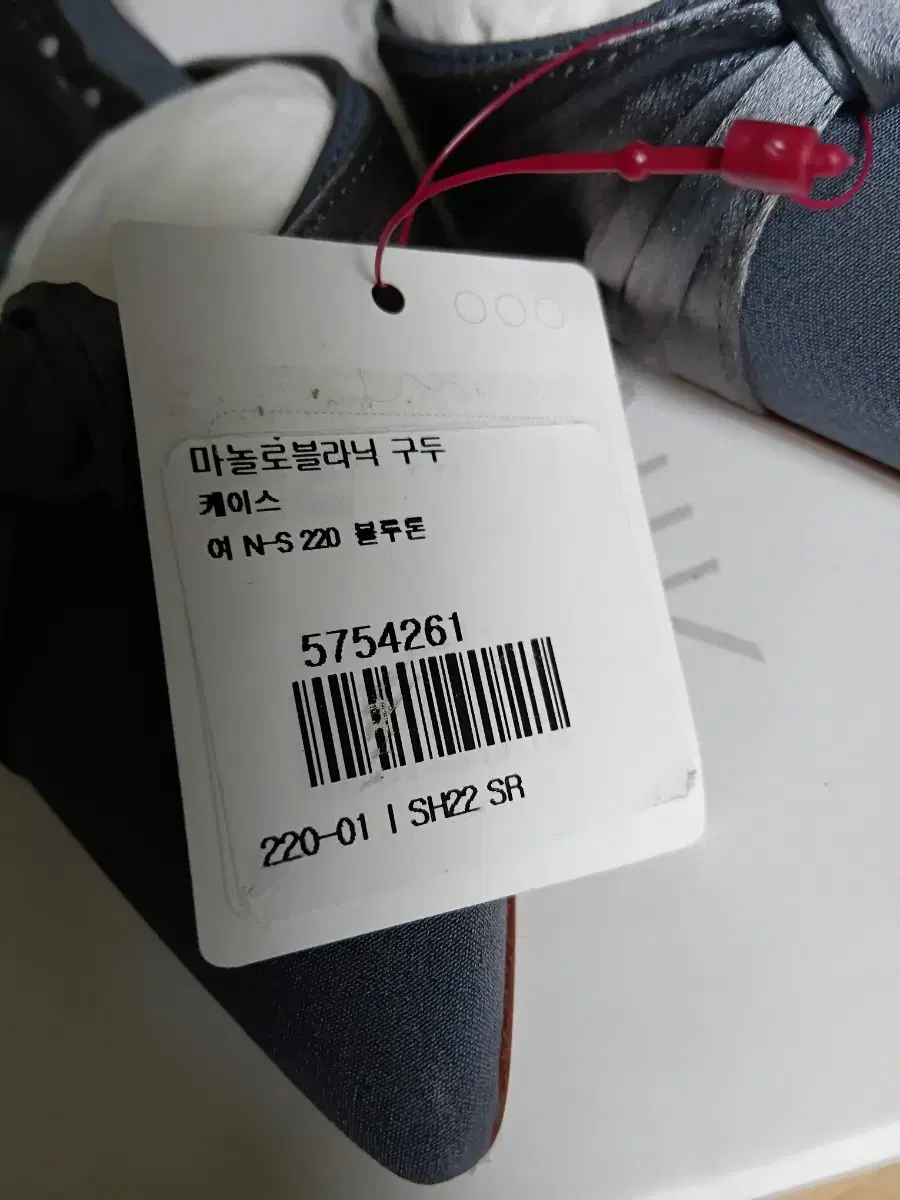 마놀로블라닉 구두
케이스
여 N-S 220 블루톤
5754261
220-01 I SH22 SR